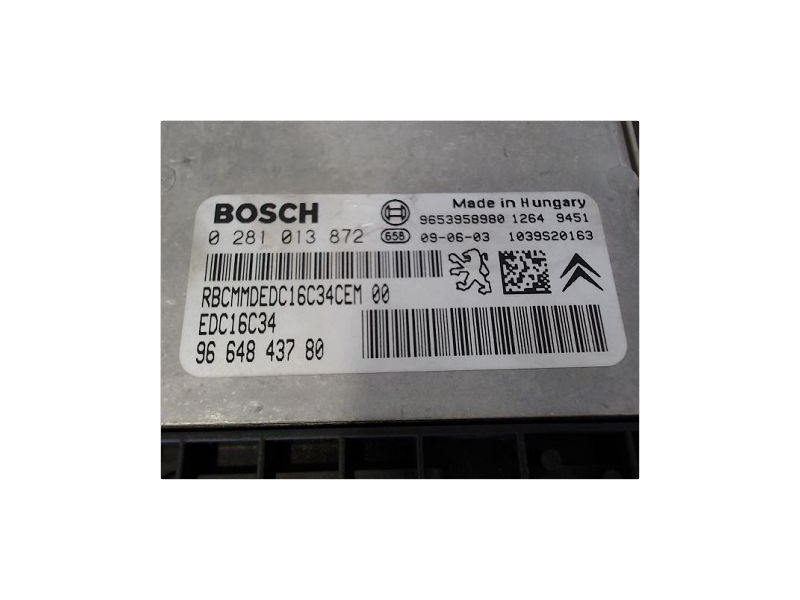 BOSCH
Made in Hungary
9653958980 1264 9451
0 281 013 872 658 09-06-03 1039S20163
RBCMMDEDC16C34CEM 00
EDC16C34
96 648 437 80